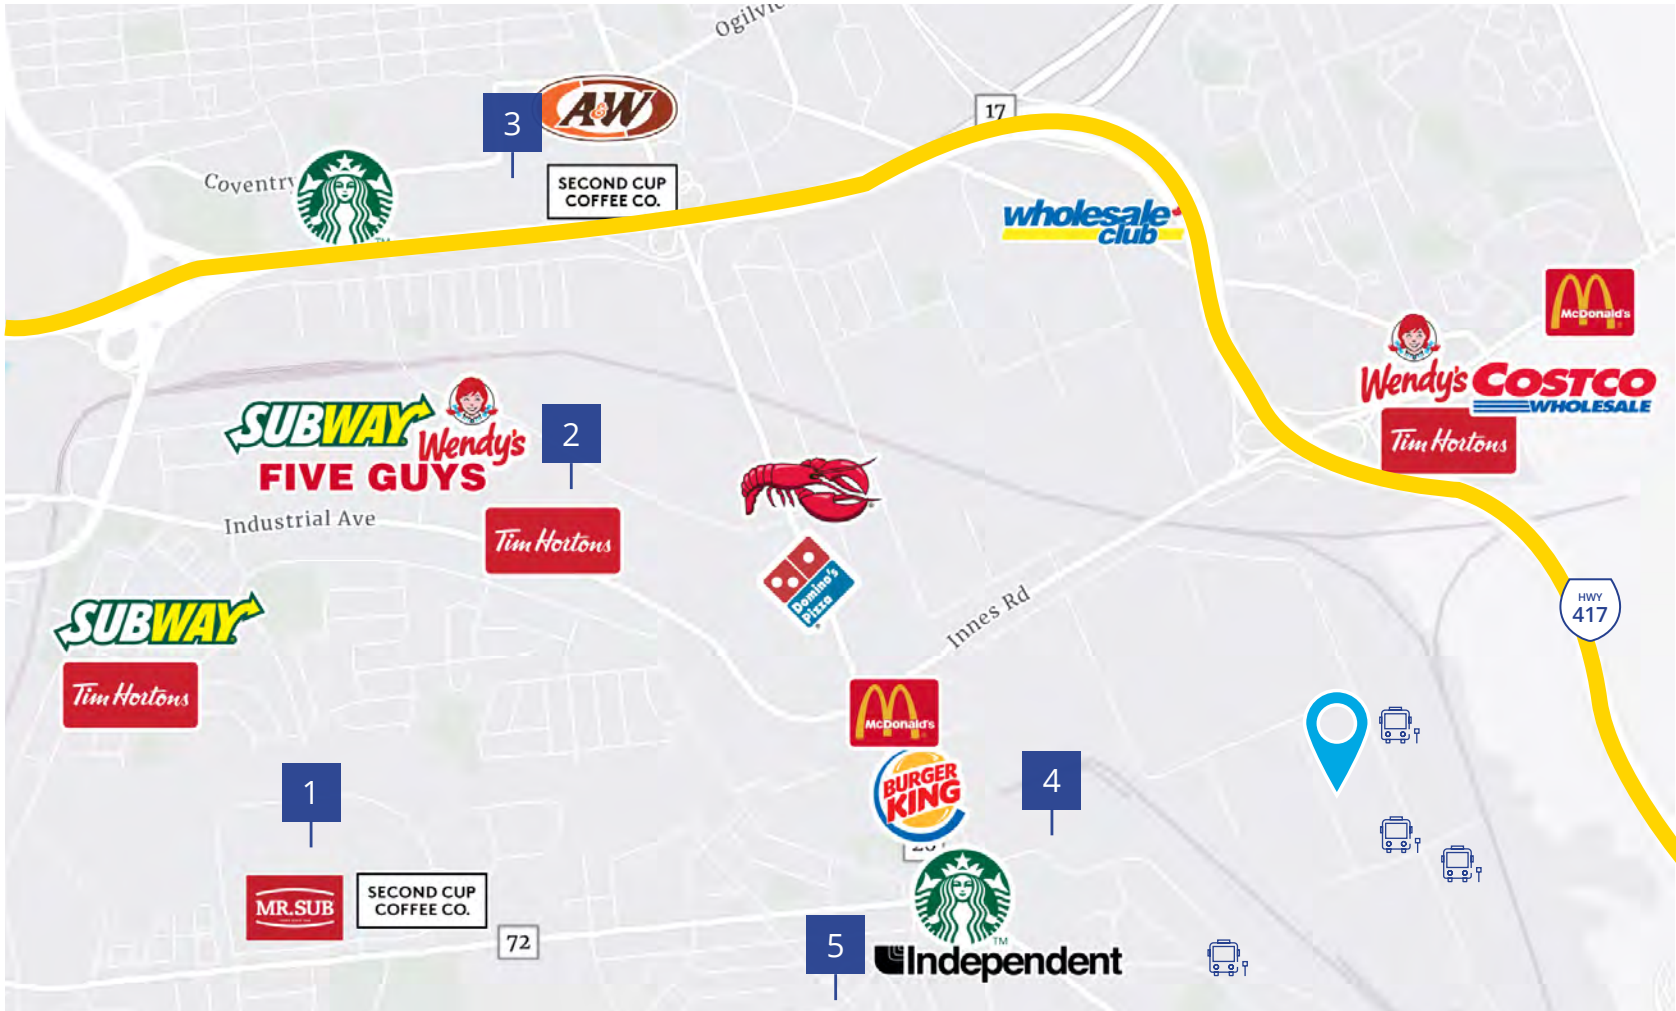 Ogilvie
17
3
A&W
Coventry
TM
SECOND CUP
COFFEE CO.
wholesale
club
McDonald's
Wendy's
COSTCO
WHOLESALE
Tim Hortons
SUBWAY
Wendy's
FIVE GUYS
2
Industrial Ave
Tim Hortons
Domino's
Pizza
Innes Rd
HWY
417
SUBWAY
Tim Hortons
McDonald's
1
BURGER
KING
4
MR.SUB
SECOND CUP
COFFEE CO.
72
TM
5
Independent